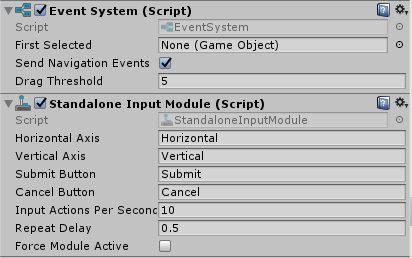 Event System (Script)
Script EventSystem
First Selected None (Game Object)
Send Navigation Events
Drag Threshold 5
Standalone Input Module (Script)
Script StandaloneInputModule
Horizontal Axis Horizontal
Vertical Axis Vertical
Submit Button Submit
Cancel Button Cancel
Input Actions Per Second 10
Repeat Delay 0.5
Force Module Active